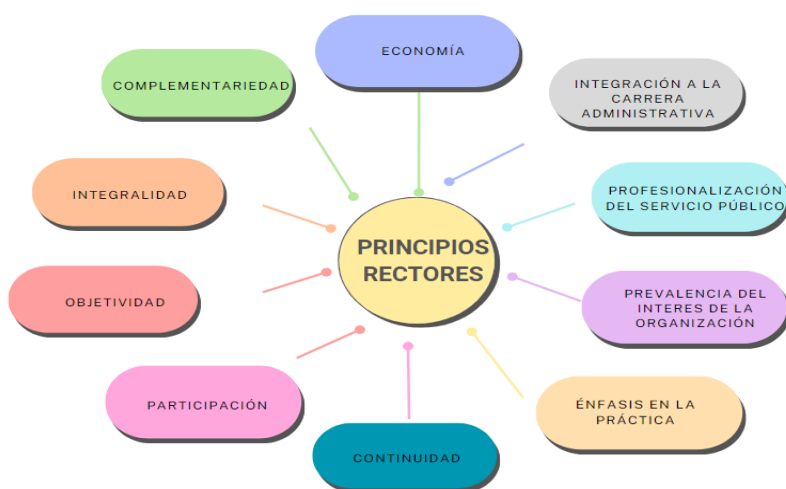 ECONOMÍA
COMPLEMENTARIEDAD
INTEGRACIÓN A LA
CARRERA
ADMINISTRATIVA
INTEGRALIDAD
PROFESIONALIZACIÓN
DEL SERVICIO PÚBLICO
PRINCIPIOS
RECTORES
OBJETIVIDAD
PREVALENCIA DEL
INTERES DE LA
ORGANIZACIÓN
PARTICIPACIÓN
ÉNFASIS EN LA
PRÁCTICA
CONTINUIDAD